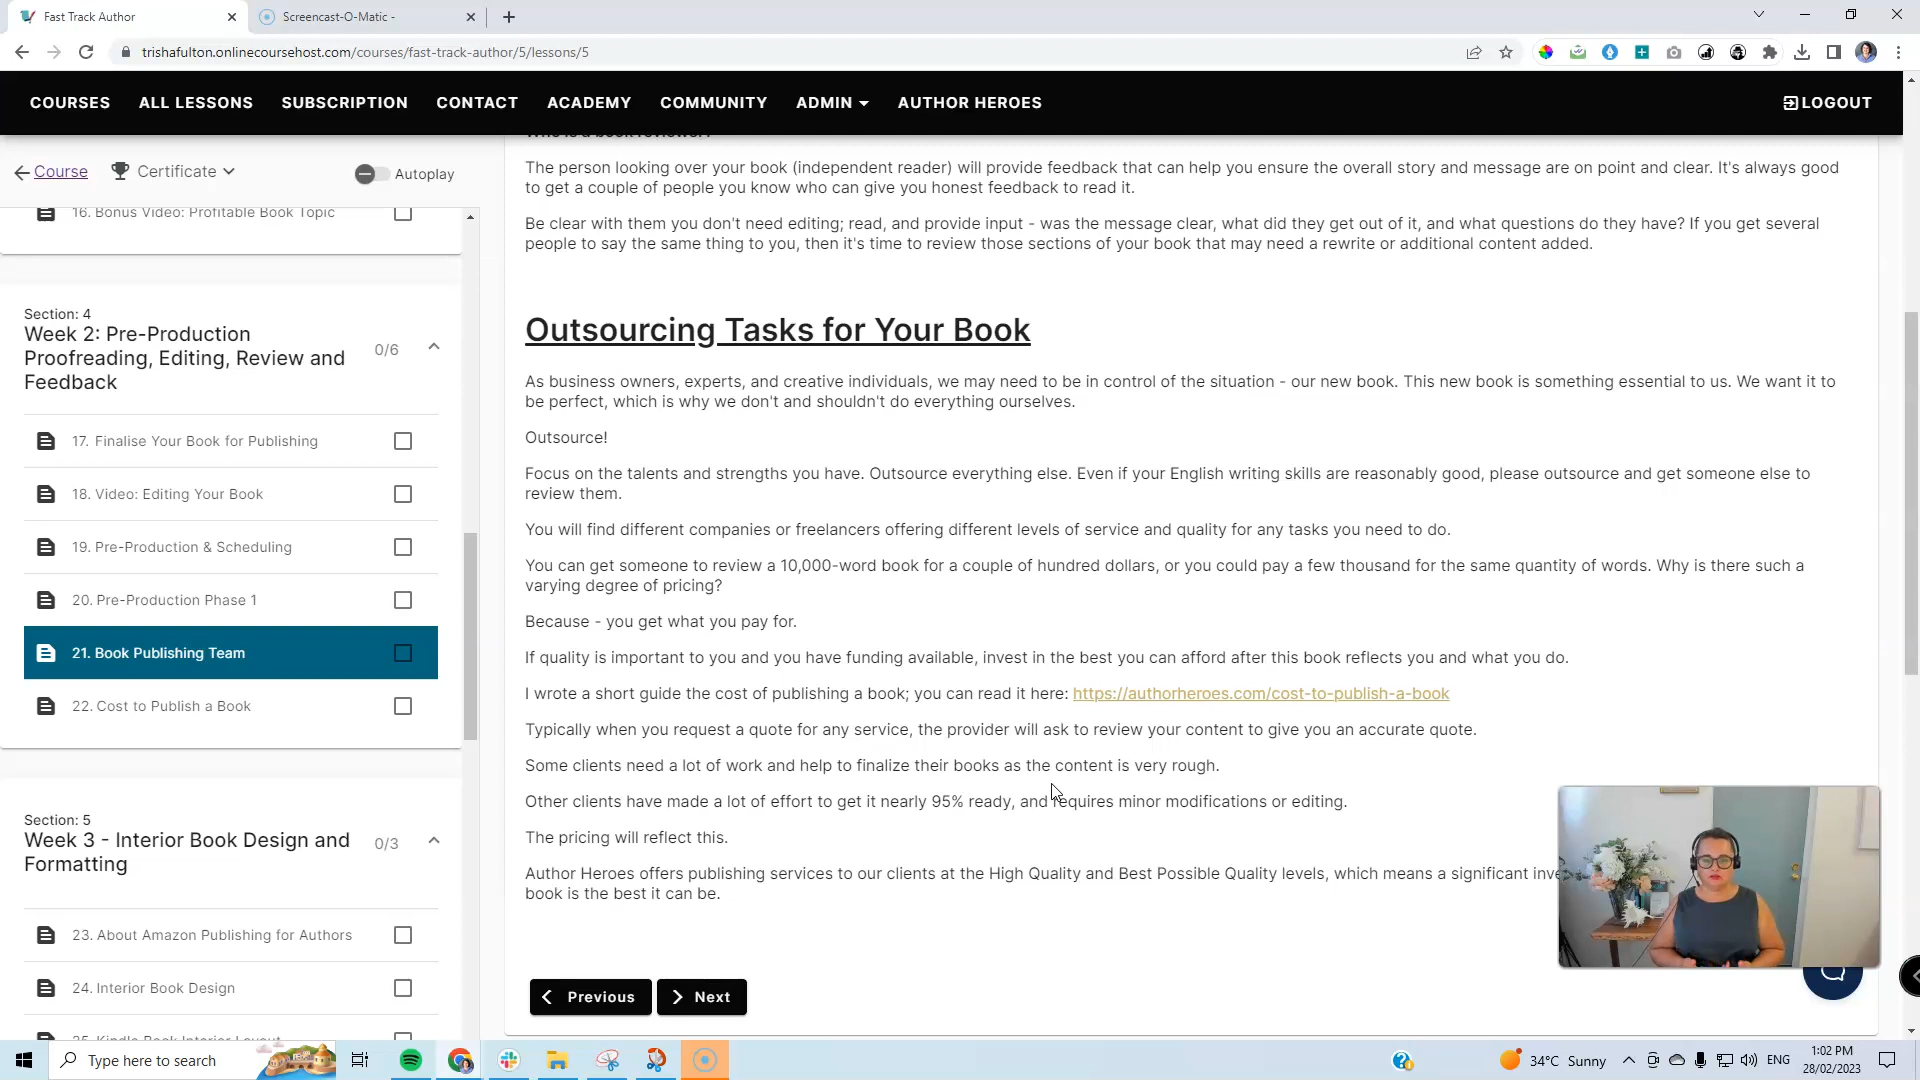 Fast Track Author
Screencast-O-Matic -
trishafulton.onlinecoursehost.com/courses/fast-track-author/5/lessons/5
COURSES ALL LESSONS SUBSCRIPTION CONTACT ACADEMY COMMUNITY ADMIN AUTHOR HEROES LOGOUT
Course Certificate Autoplay
16. Bonus Video: Profitable Book Topic
Section: 4
Week 2: Pre-Production
Proofreading, Editing, Review and
Feedback
0/6
17. Finalise Your Book for Publishing
18. Video: Editing Your Book
19. Pre-Production & Scheduling
20. Pre-Production Phase 1
21. Book Publishing Team
22. Cost to Publish a Book
Section: 5
Week 3 - Interior Book Design and
Formatting
0/3
23. About Amazon Publishing for Authors
24. Interior Book Design
25. Kindle Book Interior Layout
Who is a book reviewer?
The person looking over your book (independent reader) will provide feedback that can help you ensure the overall story and message are on point and clear. It's always good
to get a couple of people you know who can give you honest feedback to read it.
Be clear with them you don't need editing; read, and provide input - was the message clear, what did they get out of it, and what questions do they have? If you get several
people to say the same thing to you, then it's time to review those sections of your book that may need a rewrite or additional content added.
Outsourcing Tasks for Your Book
As business owners, experts, and creative individuals, we may need to be in control of the situation - our new book. This new book is something essential to us. We want it to
be perfect, which is why we don't and shouldn't do everything ourselves.
Outsource!
Focus on the talents and strengths you have. Outsource everything else. Even if your English writing skills are reasonably good, please outsource and get someone else to
review them.
You will find different companies or freelancers offering different levels of service and quality for any tasks you need to do.
You can get someone to review a 10,000-word book for a couple of hundred dollars, or you could pay a few thousand for the same quantity of words. Why is there such a
varying degree of pricing?
Because - you get what you pay for.
If quality is important to you and you have funding available, invest in the best you can afford after this book reflects you and what you do.
I wrote a short guide the cost of publishing a book; you can read it here: https://authorheroes.com/cost-to-publish-a-book
Typically when you request a quote for any service, the provider will ask to review your content to give you an accurate quote.
Some clients need a lot of work and help to finalize their books as the content is very rough.
Other clients have made a lot of effort to get it nearly 95% ready, and requires minor modifications or editing.
The pricing will reflect this.
Author Heroes offers publishing services to our clients at the High Quality and Best Possible Quality levels, which means a significant inve
book is the best it can be.
Previous Next
Type here to search
34°C Sunny
ENG
1:02 PM
28/02/2023